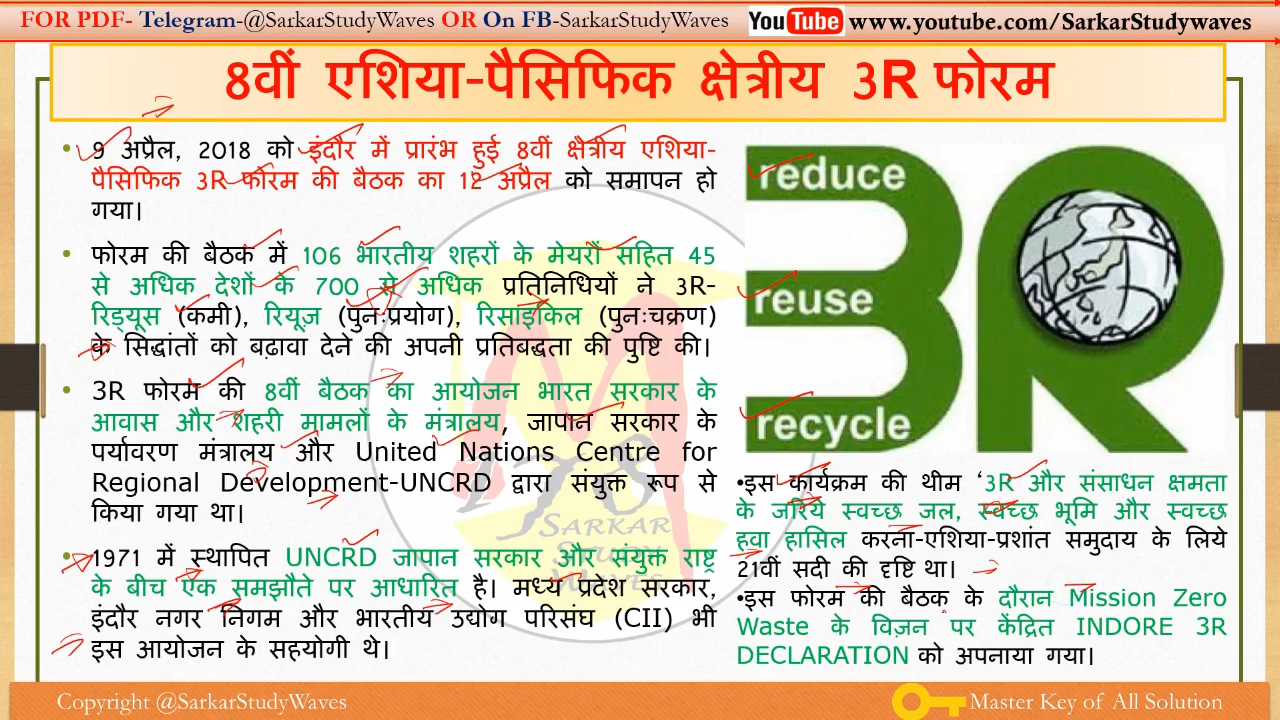 FOR PDF- Telegram-@SarkarStudyWaves OR On FB-SarkarStudyWaves YouTube www.youtube.com/SarkarStudywaves
8वीं एशिया-पैसिफिक क्षेत्रीय 3R फोरम
• 9 अप्रैल, 2018 को इंदौर में प्रारंभ हुई 8वीं क्षेत्रीय एशिया-
पैसिफिक 3R फोरम की बैठक का 12 अप्रैल को समापन हो
गया।
• फोरम की बैठक में 106 भारतीय शहरों के मेयरों सहित 45
से अधिक देशों के 700 से अधिक प्रतिनिधियों ने 3R-
रिड्यूस (कमी), रियूज़ (पुनःप्रयोग), रिसाइकिल (पुनःचक्रण)
के सिद्धांतों को बढ़ावा देने की अपनी प्रतिबद्धता की पुष्टि की।
• 3R फोरम की 8वीं बैठक का आयोजन भारत सरकार के
आवास और शहरी मामलों के मंत्रालय, जापान सरकार के
पर्यावरण मंत्रालय और United Nations Centre for
Regional Development-UNCRD द्वारा संयुक्त रूप से
किया गया था।
• 1971 में स्थापित UNCRD जापान सरकार और संयुक्त राष्ट्र
के बीच एक समझौते पर आधारित है। मध्य प्रदेश सरकार,
इंदौर नगर निगम और भारतीय उद्योग परिसंघ (CII) भी
इस आयोजन के सहयोगी थे।
reduce
reuse
recycle
3R
•इस कार्यक्रम की थीम ‘3R और संसाधन क्षमता
के जरिये स्वच्छ जल, स्वच्छ भूमि और स्वच्छ
हवा हासिल करना-एशिया-प्रशांत समुदाय के लिये
21वीं सदी की दृष्टि था।
•इस फोरम की बैठक के दौरान Mission Zero
Waste के विज़न पर केंद्रित INDORE 3R
DECLARATION को अपनाया गया।
SARKAR
STUDY
WAVES
Copyright @SarkarStudyWaves
Master Key of All Solution